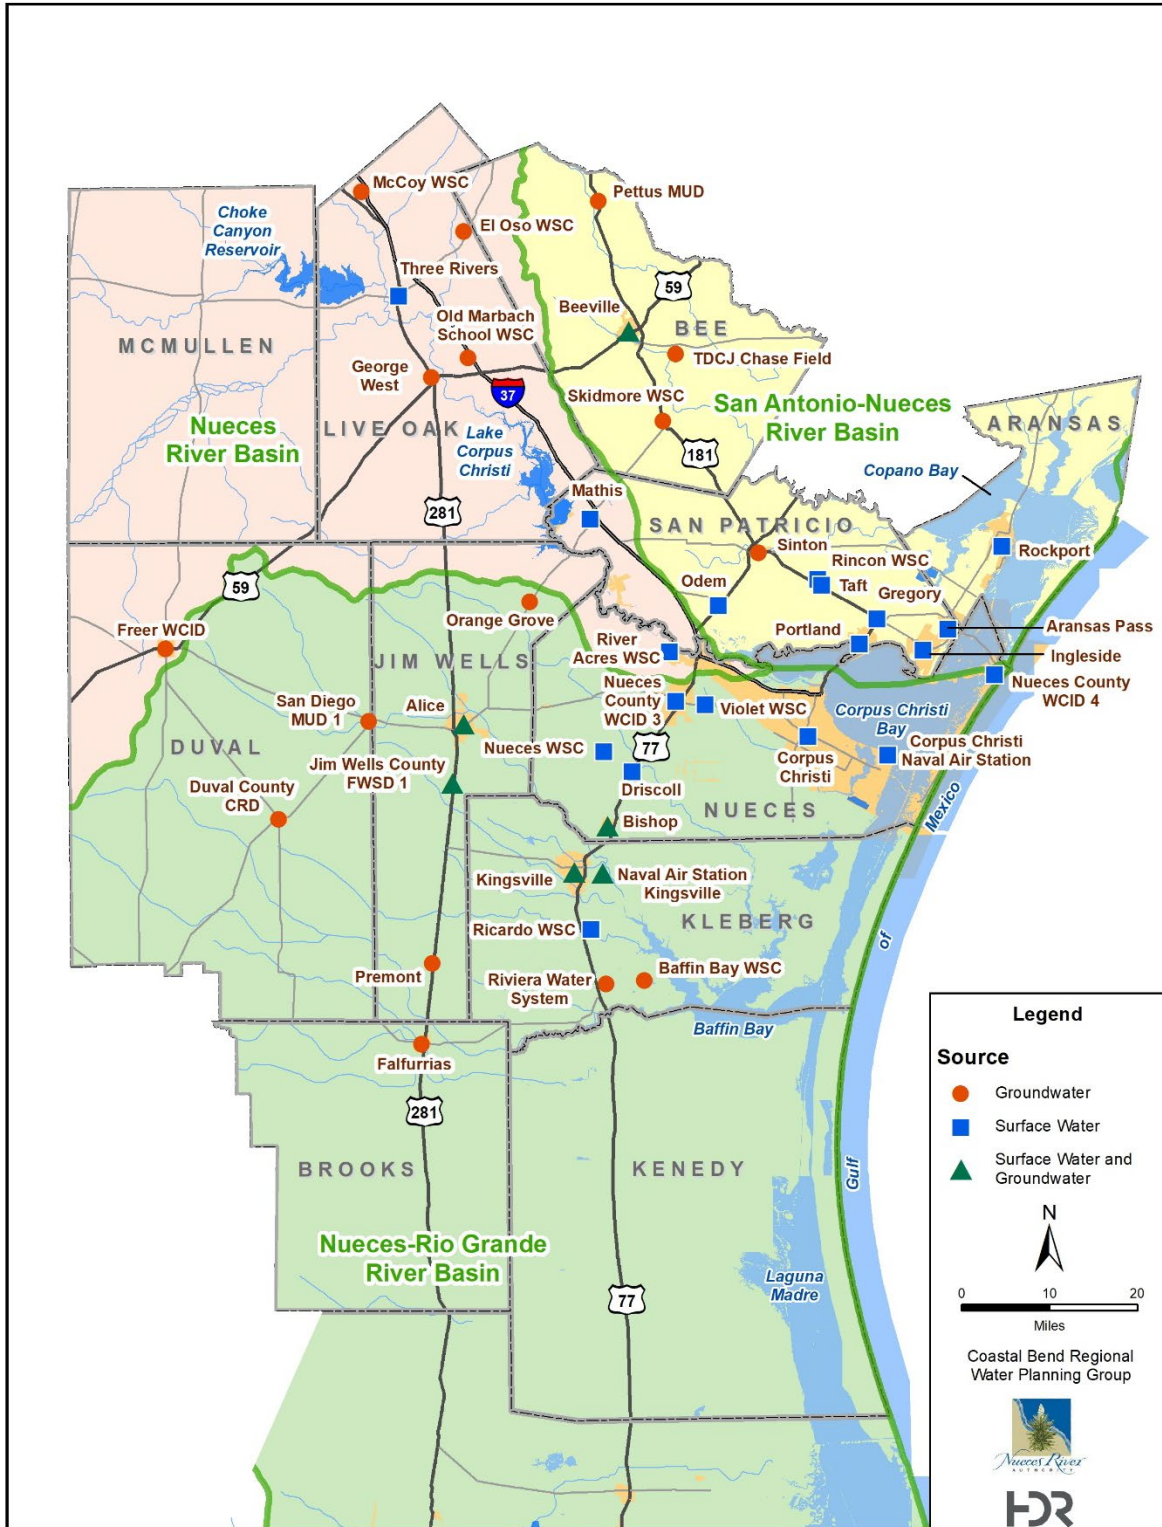 McCoy WSC
Pettus MUD
Choke
Canyon
Reservoir
El Oso WSC
Three Rivers
59
Beeville
BEE
Old Marbach
School WSC
MCMULLEN
TDCJ Chase Field
George
West
37
Skidmore WSC
San Antonio-Nueces
River Basin
ARANSAS
Nueces
River Basin
LIVE OAK
Lake
Corpus
Christi
181
Copano Bay
Mathis
281
SAN PATRICIO
Sinton
Rockport
Rincon WSC
59
Odem
Taft
Gregory
Orange Grove
Freer WCID
River
Acres WSC
Portland
Aransas Pass
Ingleside
JIM WELLS
Nueces
County
WCID 3
Nueces County
WCID 4
San Diego
MUD 1
Alice
Violet WSC
Corpus Christi
Bay
DUVAL
Nueces WSC
77
Corpus
Christi
Corpus Christi
Naval Air Station
Jim Wells County
FWSD 1
Duval County
CRD
Driscoll
NUECES
Bishop
Kingsville
Naval Air Station
Kingsville
KLEBERG
Ricardo WSC
Premont
Riviera Water
System
Baffin Bay WSC
Baffin Bay
Falfurrias
281
BROOKS
KENEDY
Gulf
of
Mexico
Nueces-Rio Grande
River Basin
77
Laguna
Madre
Legend
Source
Groundwater
Surface Water
Surface Water and
Groundwater
N
0 10 20
Miles
Coastal Bend Regional
Water Planning Group
Nueces River
AUTHORITY
HDR